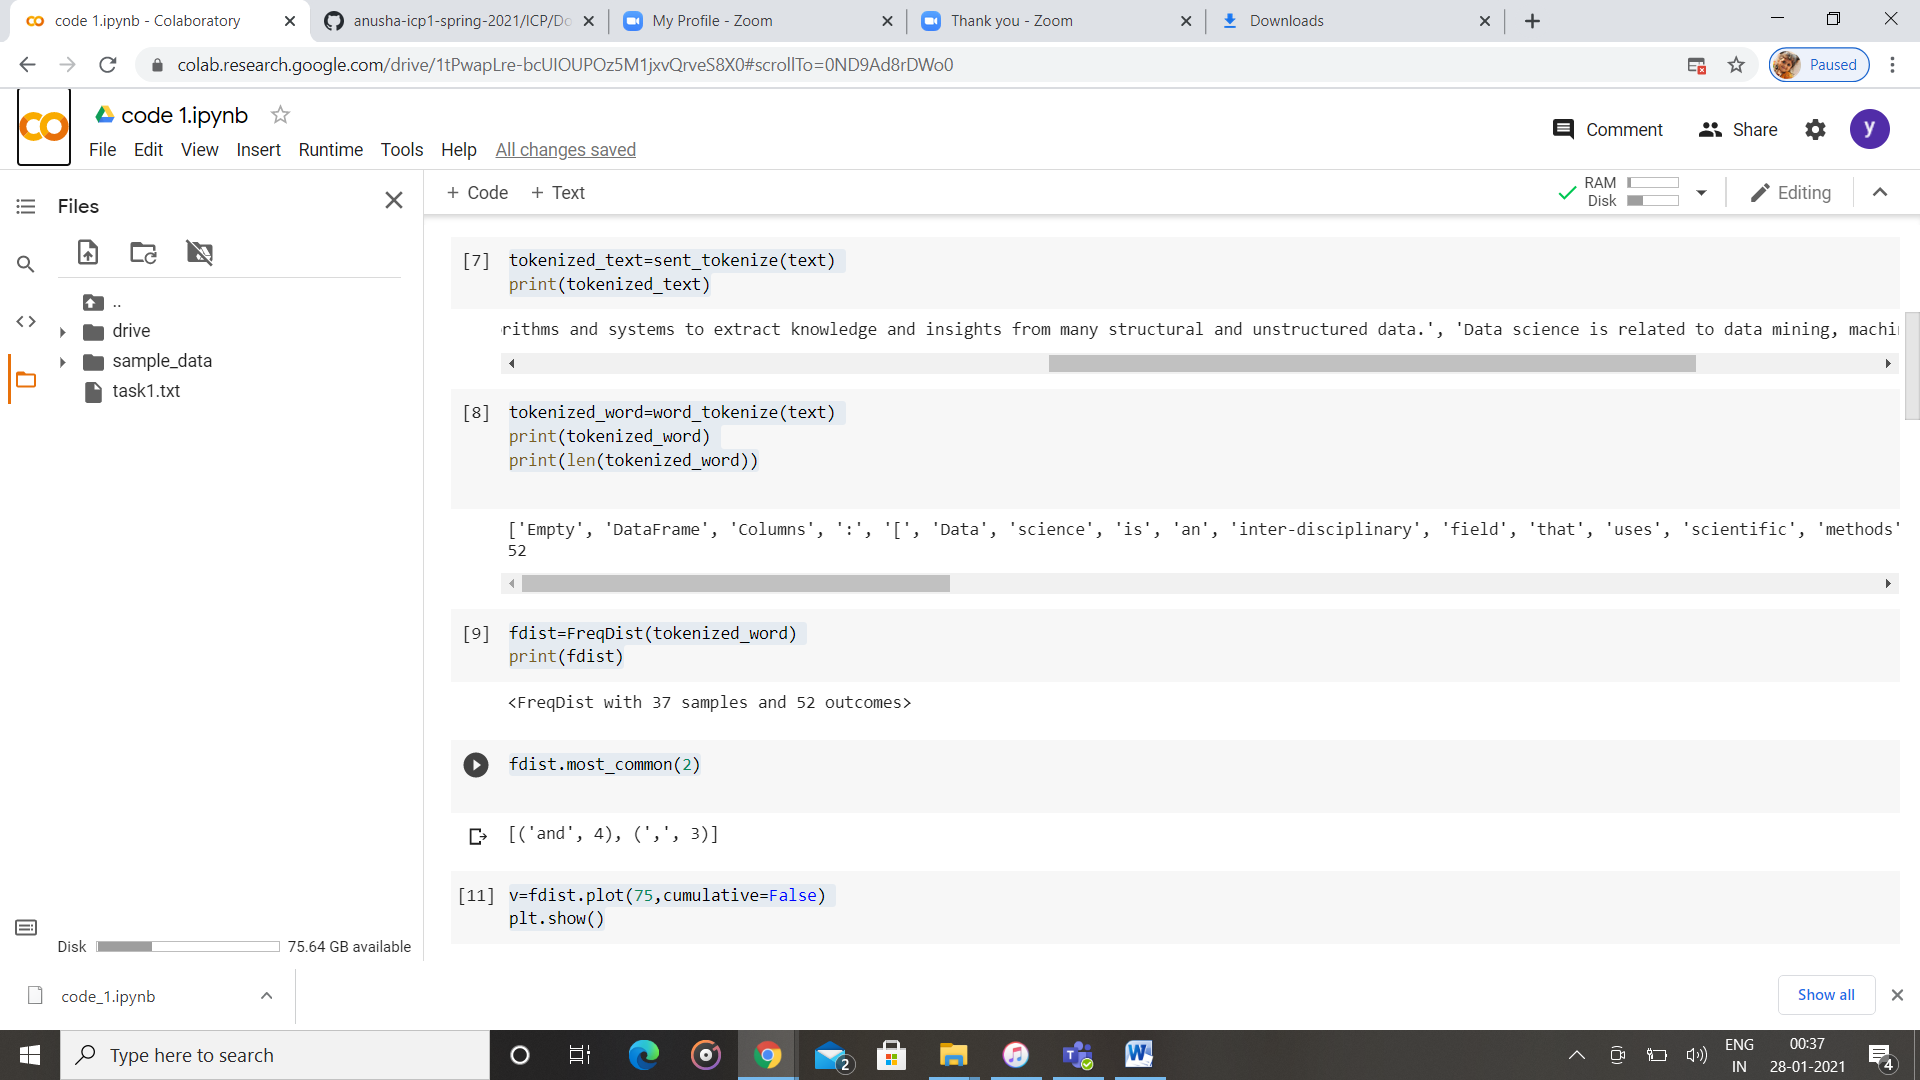 code 1.ipynb - Colaboratory
anusha-icp1-spring-2021/ICP/Do
My Profile - Zoom
Thank you - Zoom
Downloads
colab.research.google.com/drive/1tPwapLre-bcUIOUPOz5M1jxvQrveS8X0#scrollTo=0ND9Ad8rDWo0
Paused
code 1.ipynb
Comment
Share
y
File Edit View Insert Runtime Tools Help All changes saved
Files
+ Code + Text
RAM
Disk
Editing
..
drive
sample_data
task1.txt
[7] tokenized_text=sent_tokenize(text)
print(tokenized_text)
rithms and systems to extract knowledge and insights from many structural and unstructured data.', 'Data science is related to data mining, machi
[8] tokenized_word=word_tokenize(text)
print(tokenized_word)
print(len(tokenized_word))
['Empty', 'DataFrame', 'Columns', ':', '[', 'Data', 'science', 'is', 'an', 'inter-disciplinary', 'field', 'that', 'uses', 'scientific', 'methods'
52
[9] fdist=FreqDist(tokenized_word)
print(fdist)
<FreqDist with 37 samples and 52 outcomes>
fdist.most_common(2)
[('and', 4), (',', 3)]
[11] v=fdist.plot(75,cumulative=False)
plt.show()
Disk 75.64 GB available
code_1.ipynb
Show all
Type here to search
2
ENG
IN
00:37
28-01-2021
4